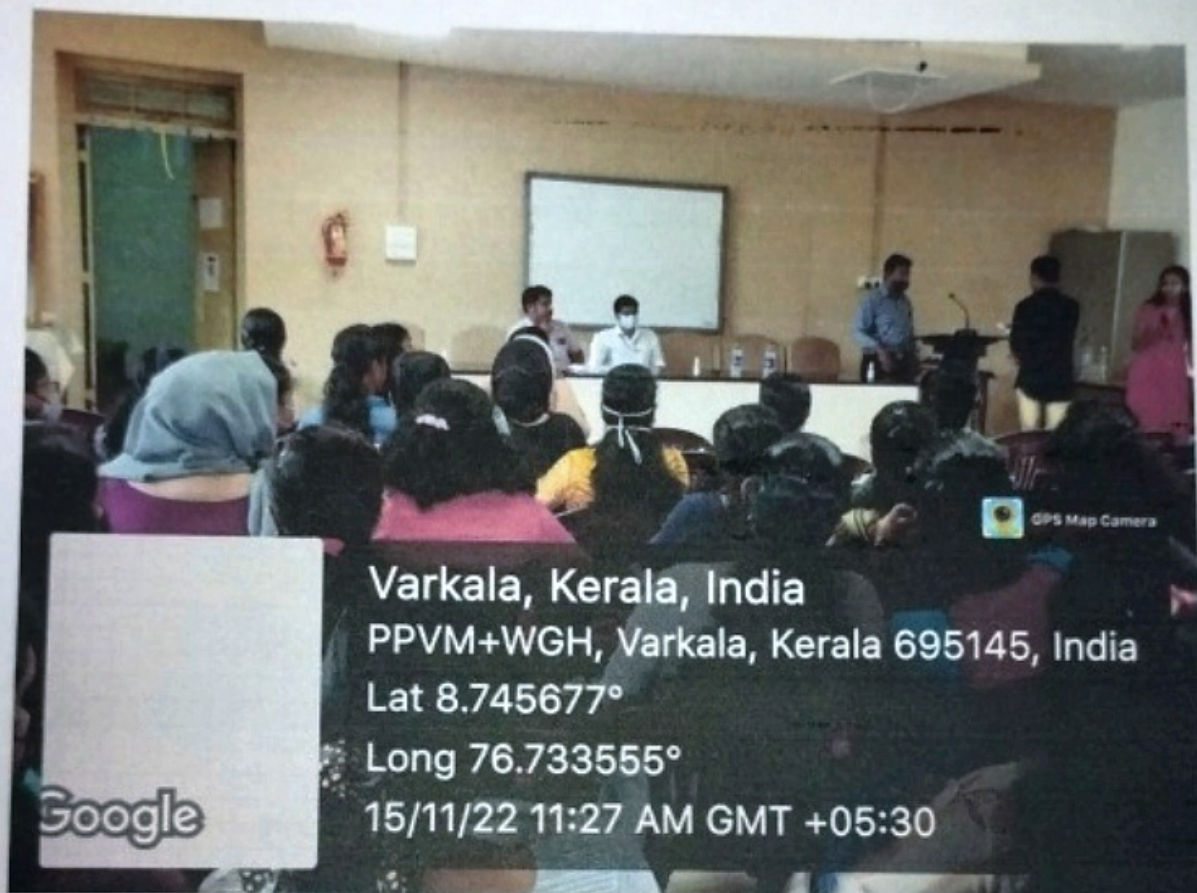 GPS Map Camera
Varkala, Kerala, India
PPVM+WGH, Varkala, Kerala 695145, India
Lat 8.745677°
Long 76.733555°
15/11/22 11:27 AM GMT +05:30
Google